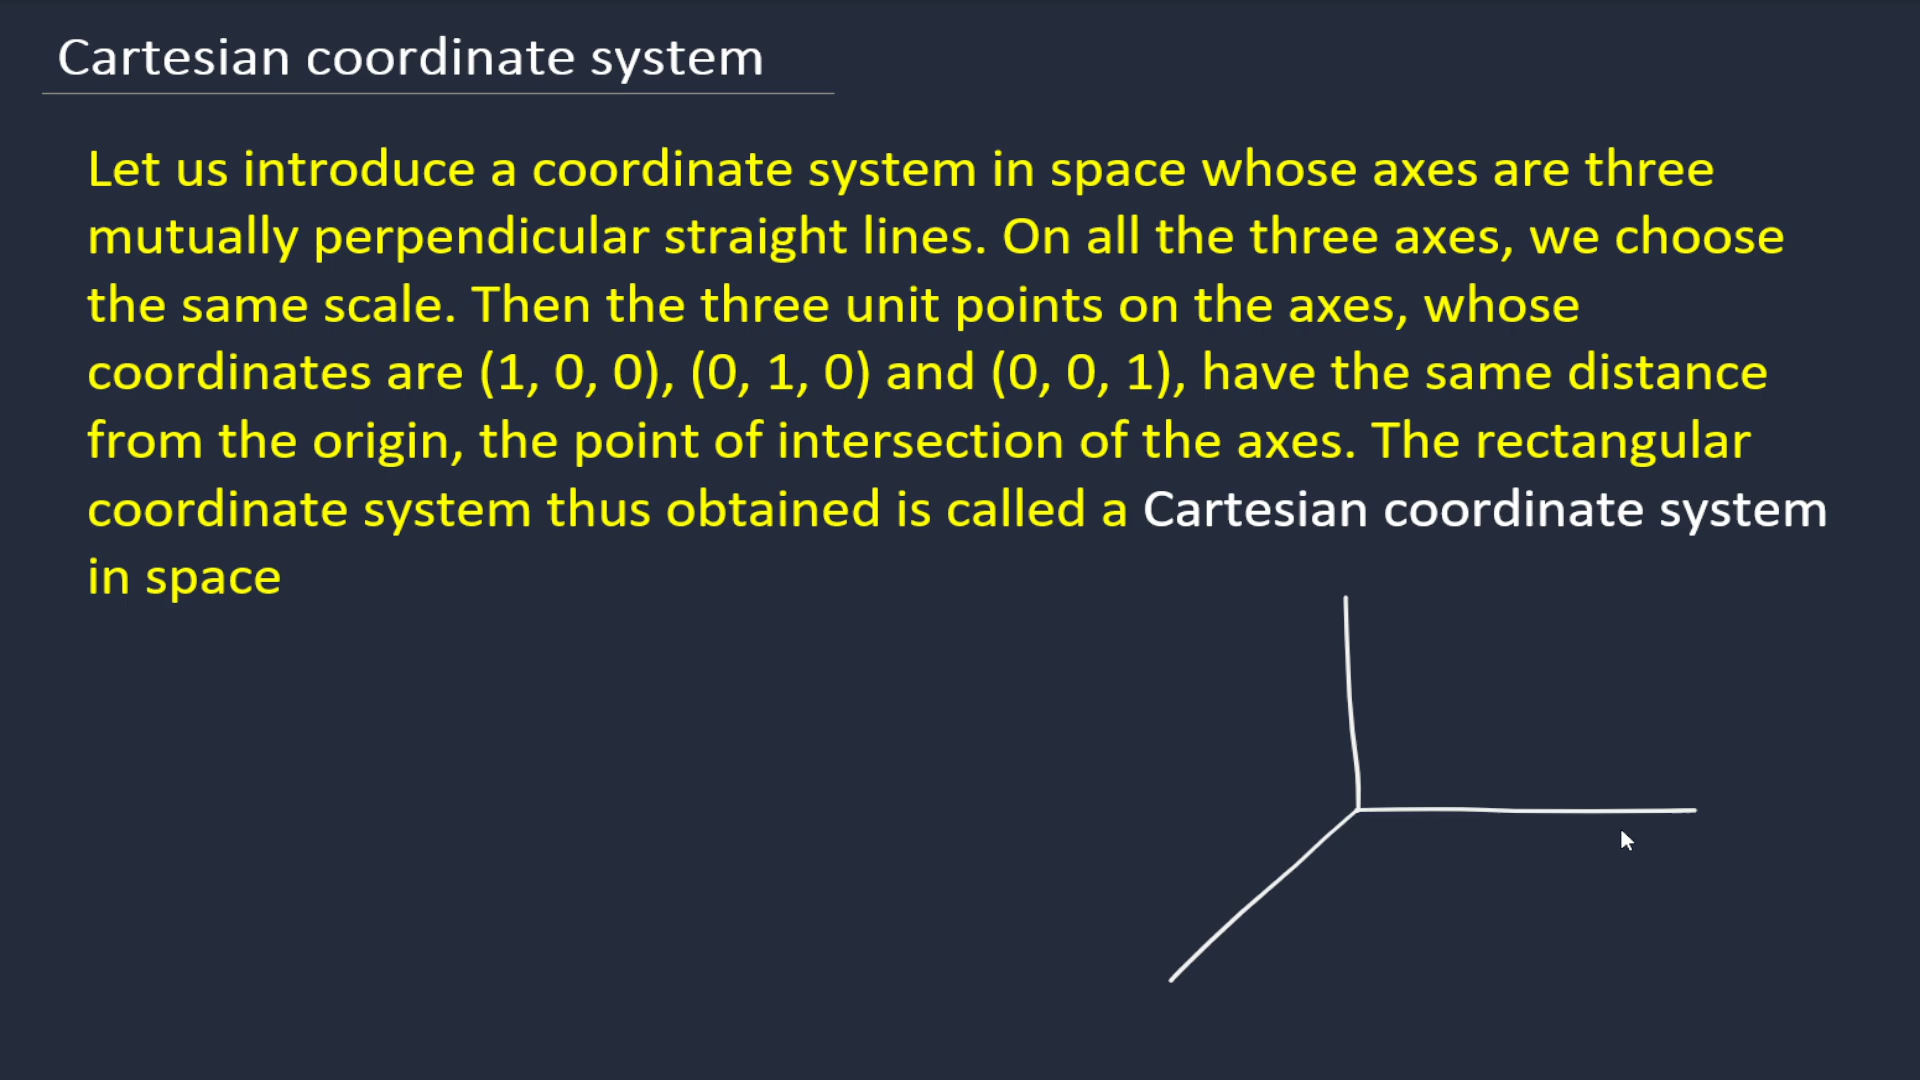 Cartesian coordinate system
Let us introduce a coordinate system in space whose axes are three
mutually perpendicular straight lines. On all the three axes, we choose
the same scale. Then the three unit points on the axes, whose
coordinates are (1, 0, 0), (0, 1, 0) and (0, 0, 1), have the same distance
from the origin, the point of intersection of the axes. The rectangular
coordinate system thus obtained is called a Cartesian coordinate system
in space